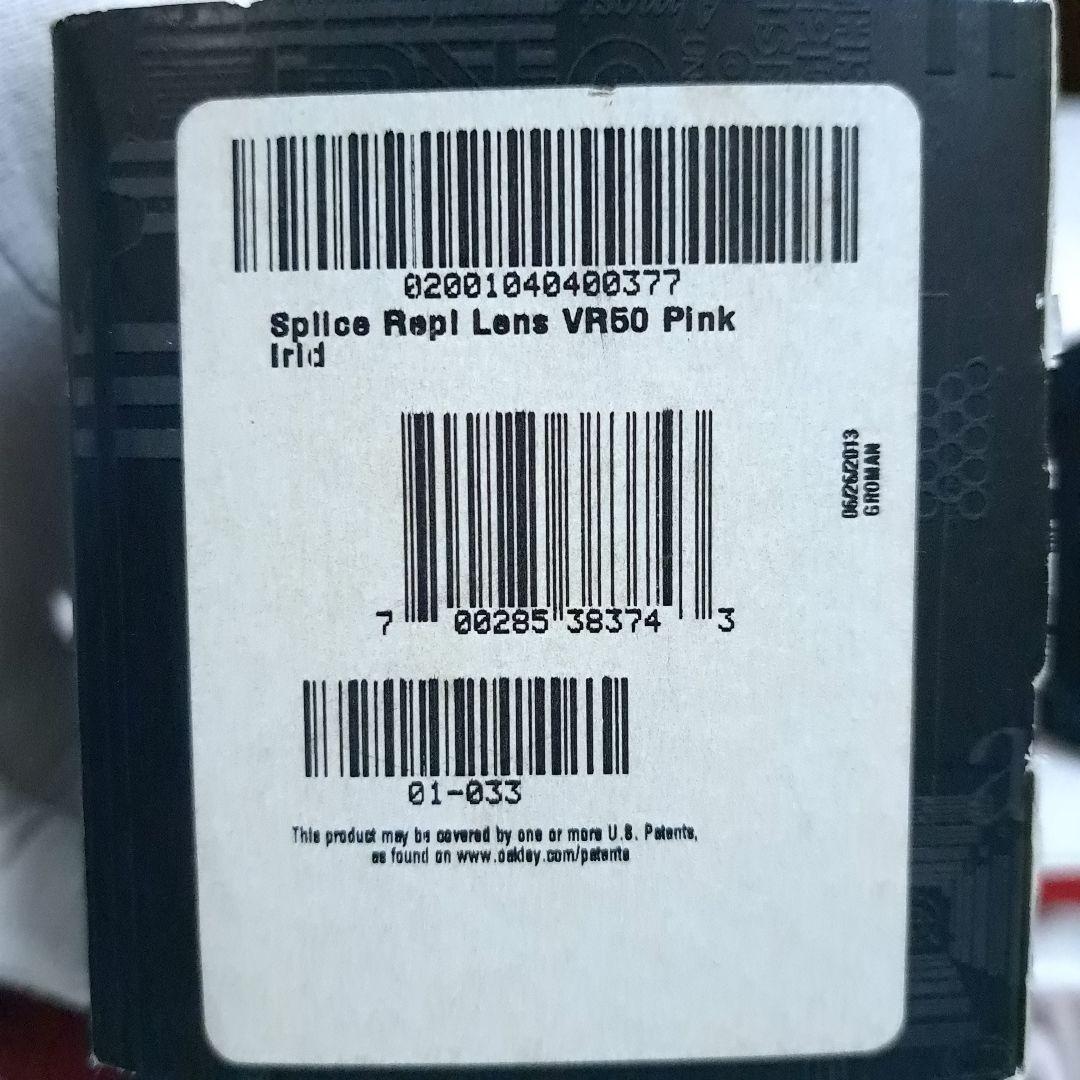 02001040400377
Splice Repl Lens VR50 Pink
Irid
06/26/2013
GROMAN
7 00285 38374 3
01-033
This product may be covered by one or more U.S. Patents,
as found on www.oakley.com/patents